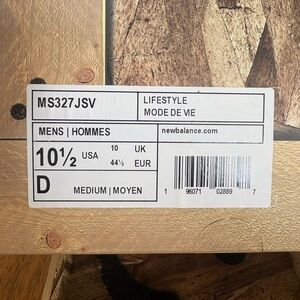 MS327JSV
LIFESTYLE
MODE DE VIE
MENS | HOMMES
newbalance.com
10½ USA 10 UK
44½ EUR
D MEDIUM | MOYEN
1 96071 02889 7